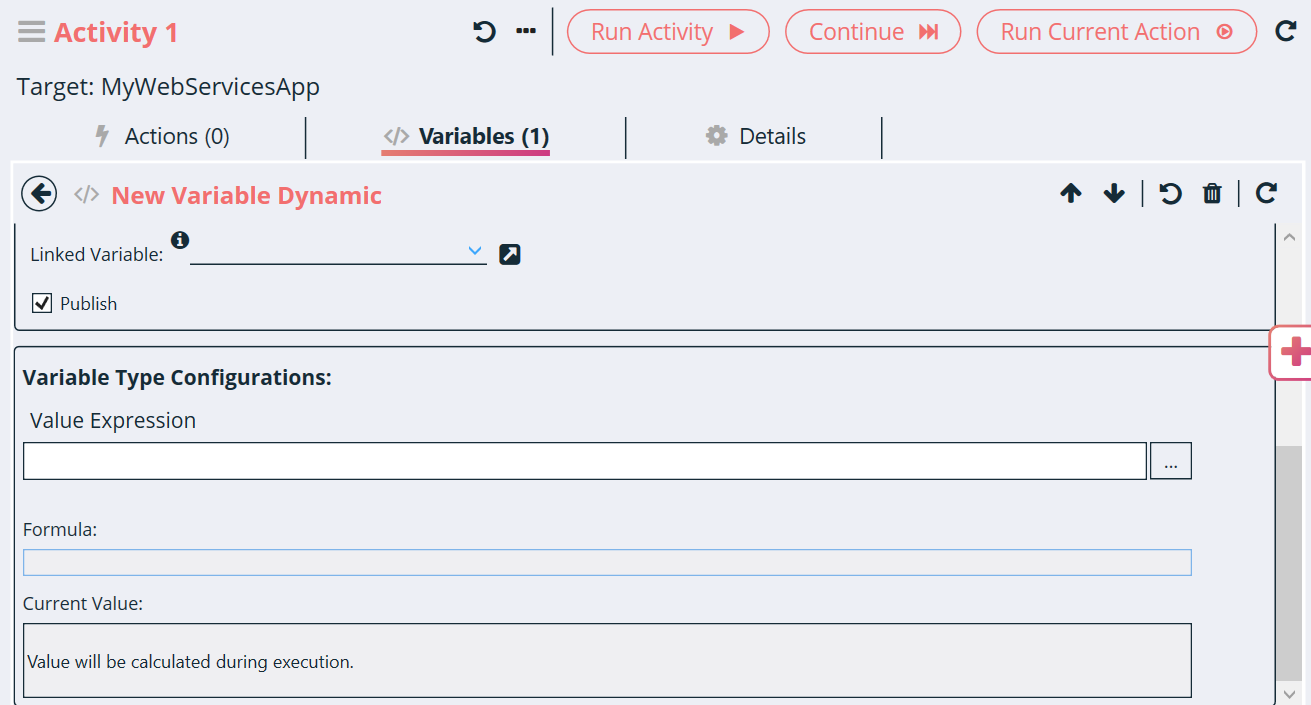 Activity 1
Run Activity
Continue
Run Current Action
Target: MyWebServicesApp
Actions (0)
Variables (1)
Details
New Variable Dynamic
Linked Variable:
Publish
Variable Type Configurations:
Value Expression
...
Formula:
Current Value:
Value will be calculated during execution.